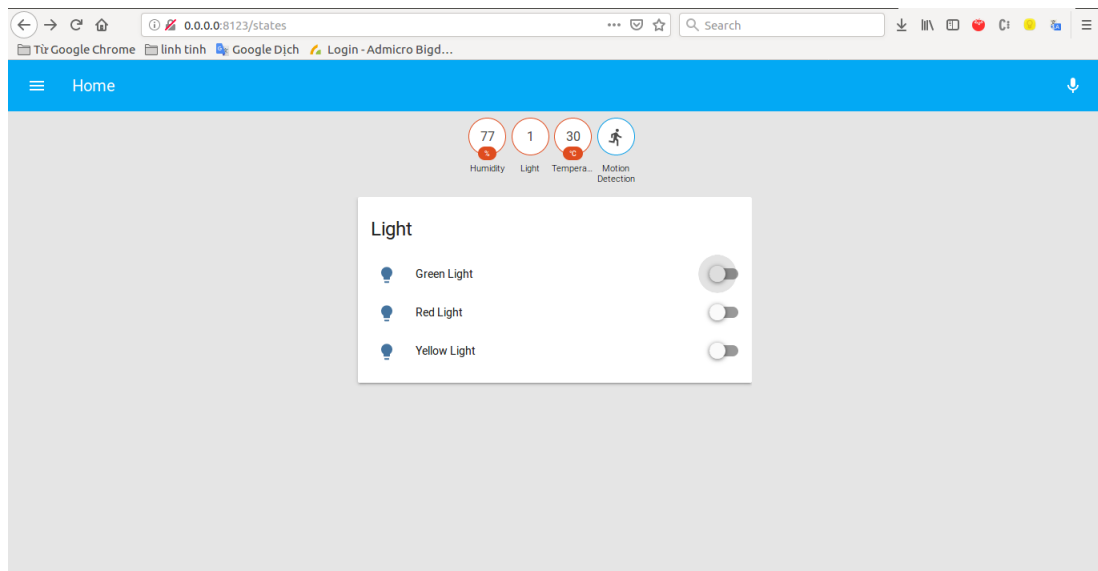 0.0.0.0:8123/states
Search
Từ Google Chrome linh tinh Google Dịch Login - Admicro Bigd...
Home
77 1 30
% °C
Humidity Light Tempera... Motion Detection
Light
Green Light
Red Light
Yellow Light